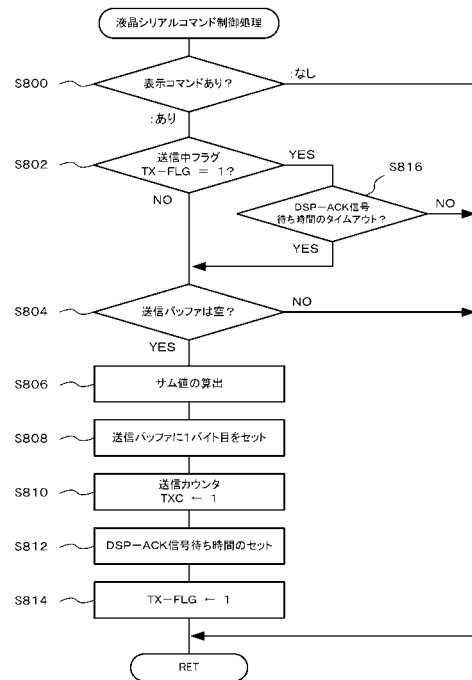 液晶シリアルコマンド制御処理
S800
表示コマンドあり？
:なし
:あり
S802
送信中フラグ
TX－FLG ＝ 1？
YES
S816
NO
DSP－ACK信号
待ち時間のタイムアウト？
NO
YES
S804
送信バッファは空？
NO
YES
S806
サム値の算出
S808
送信バッファに1バイト目をセット
S810
送信カウンタ
TXC ← 1
S812
DSP－ACK信号待ち時間のセット
S814
TX－FLG ← 1
RET